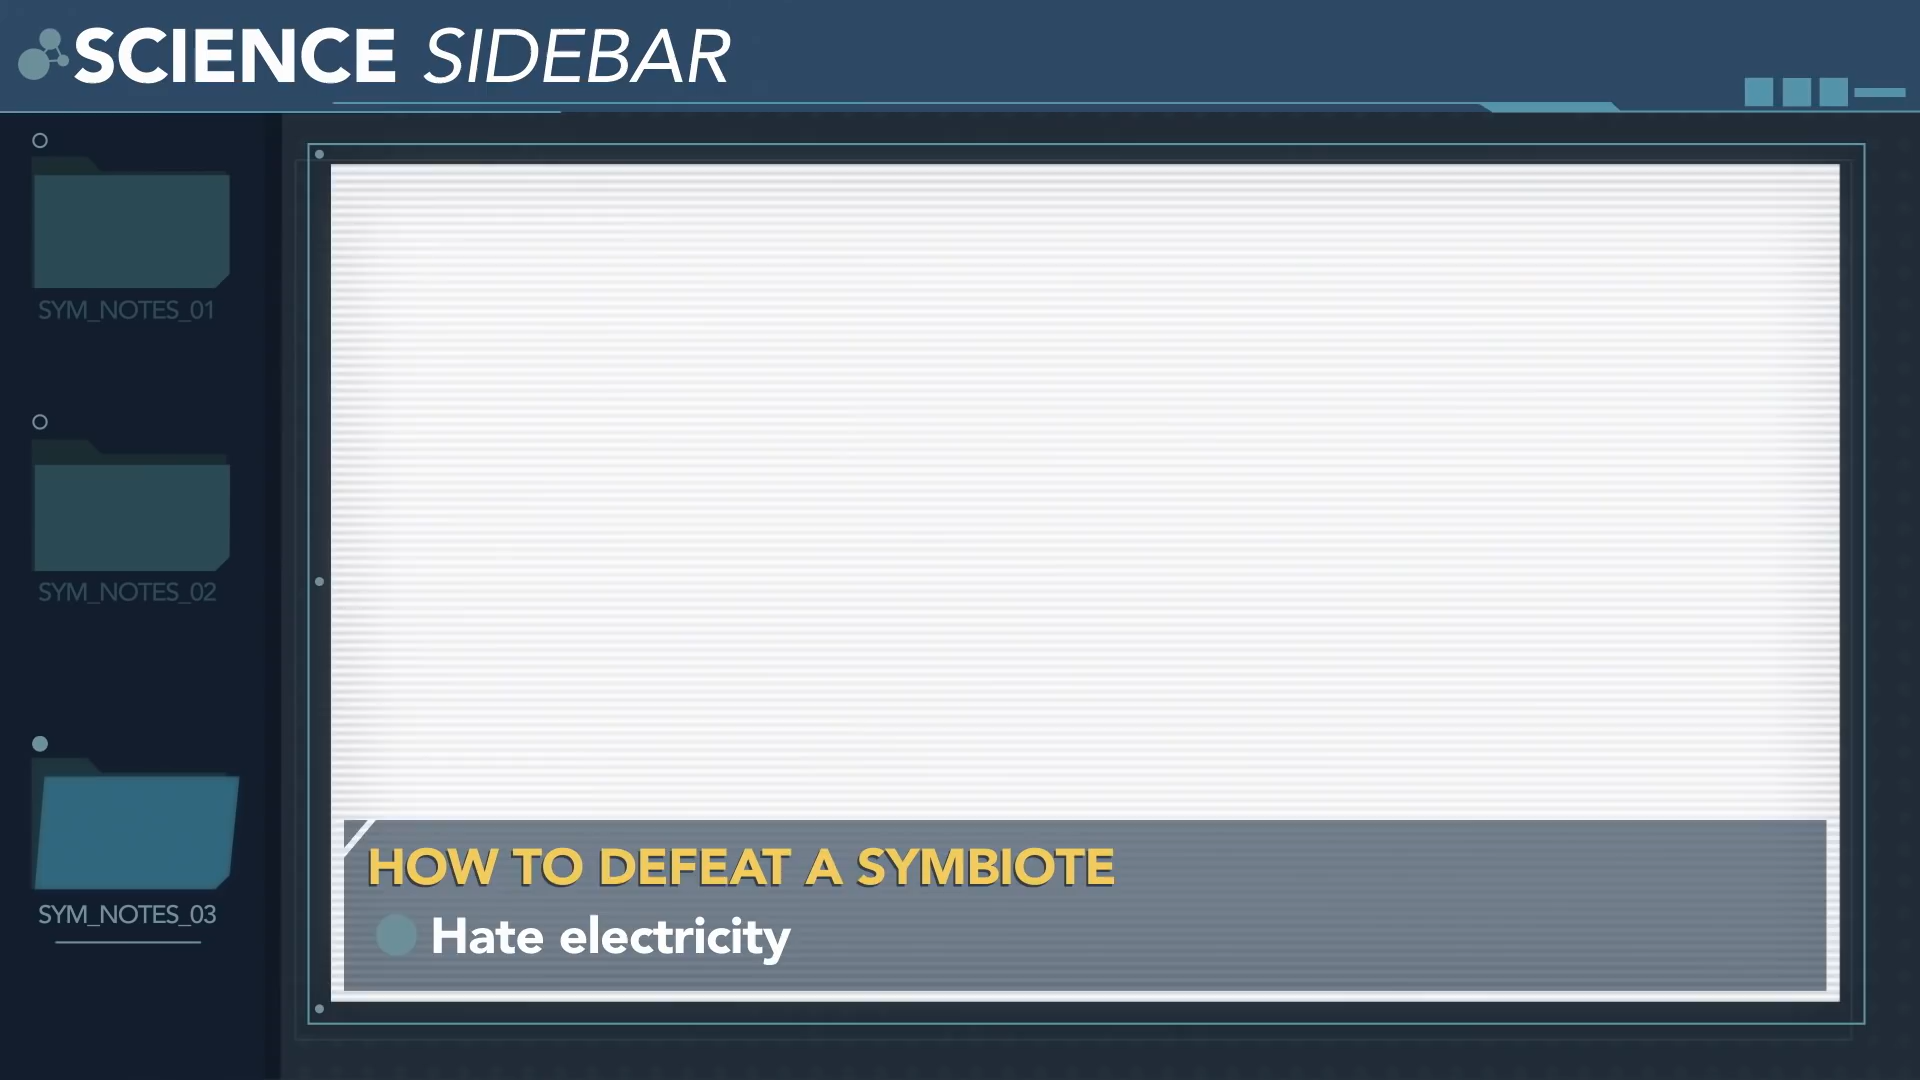 SCIENCE SIDEBAR
SYM_NOTES_01
SYM_NOTES_02
SYM_NOTES_03
HOW TO DEFEAT A SYMBIOTE
Hate electricity